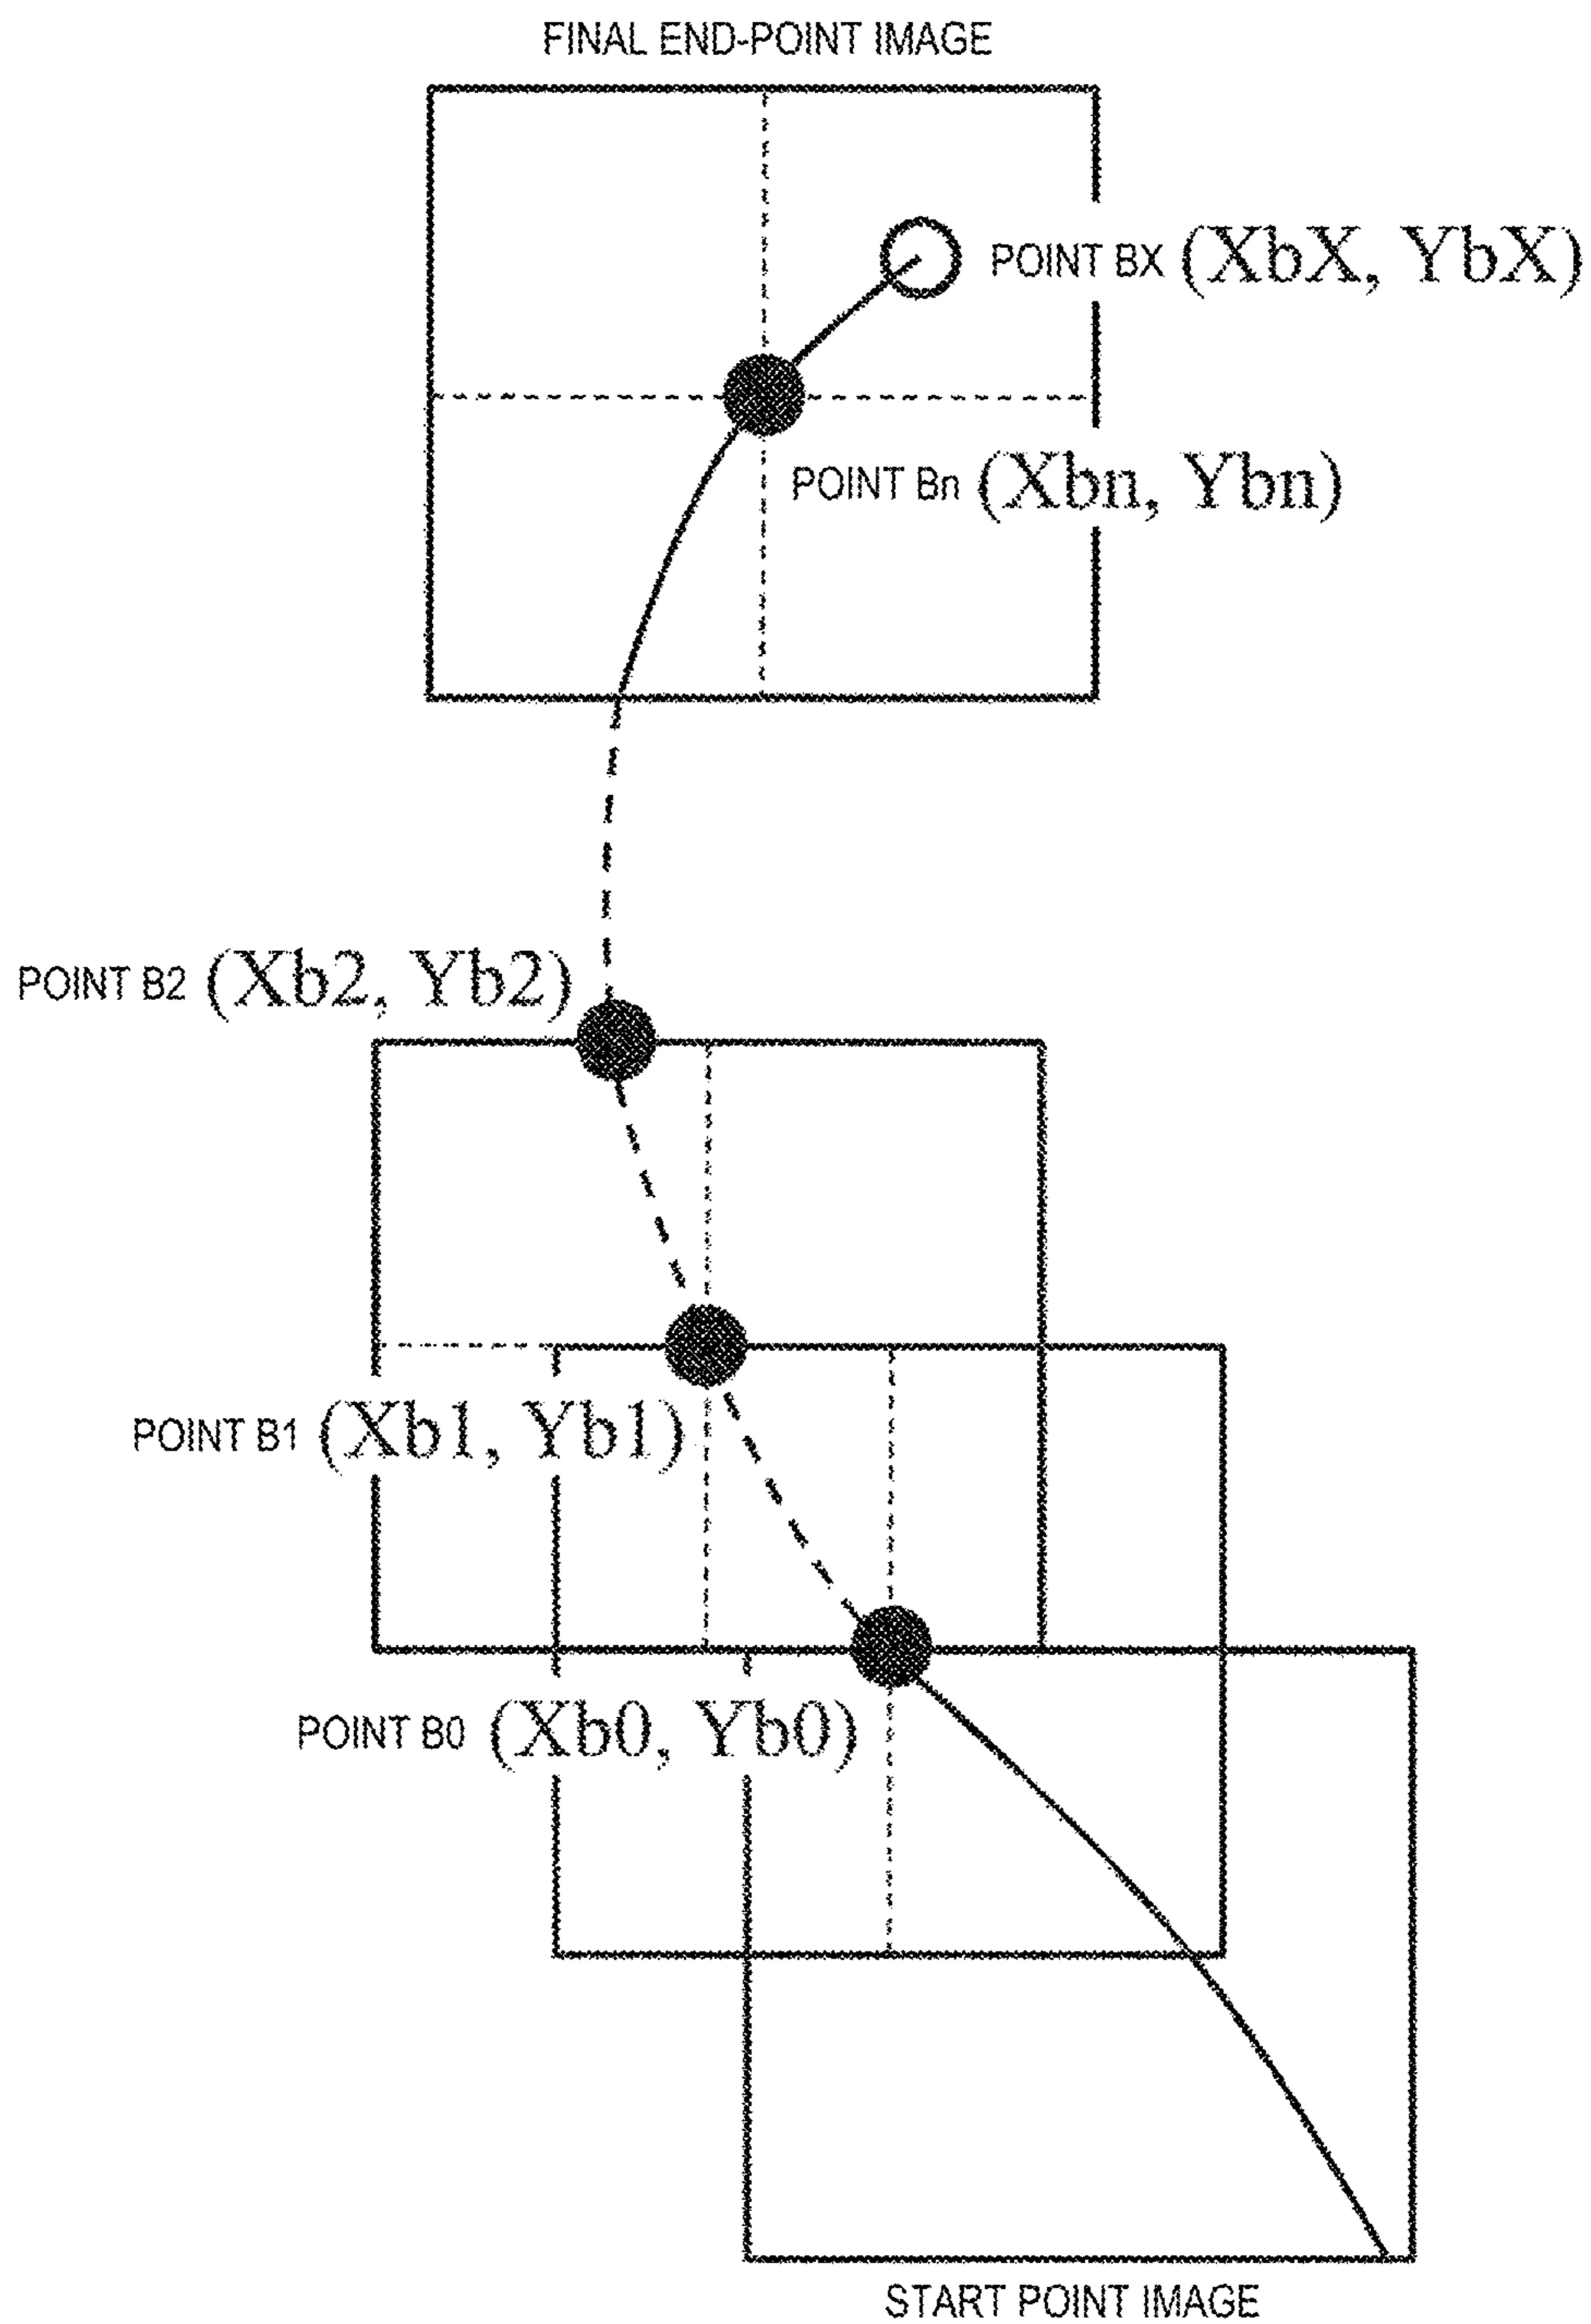 FINAL END-POINT IMAGE
POINT BX (XbX, YbX)
POINT Bn (Xbn, Ybn)
POINT B2 (Xb2, Yb2)
POINT B1 (Xb1, Yb1)
POINT B0 (Xb0, Yb0)
START POINT IMAGE